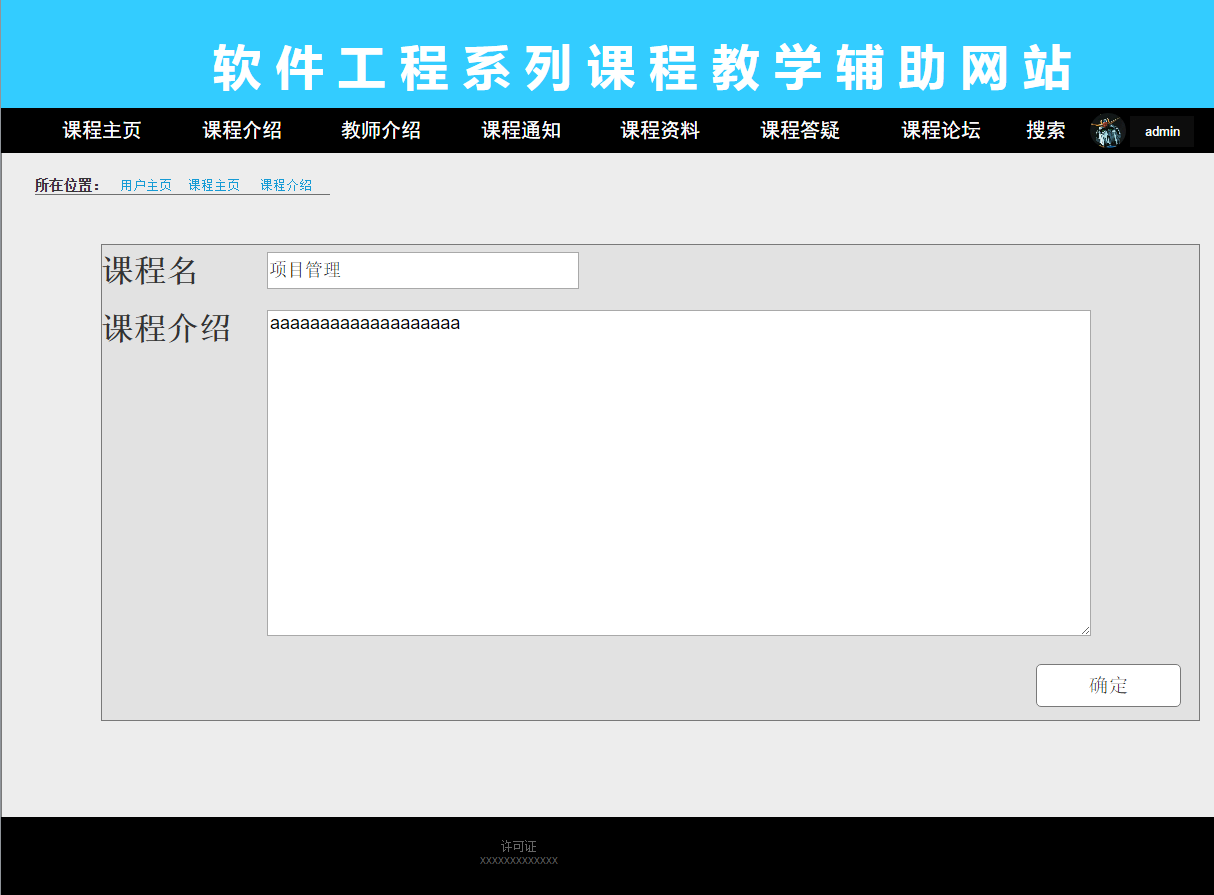 软件工程系列课程教学辅助网站
课程主页 课程介绍 教师介绍 课程通知 课程资料 课程答疑 课程论坛 搜索 admin
所在位置: 用户主页 课程主页 课程介绍
课程名 项目管理
课程介绍 aaaaaaaaaaaaaaaaaaa
确定
许可证
xxxxxxxxxxxxx